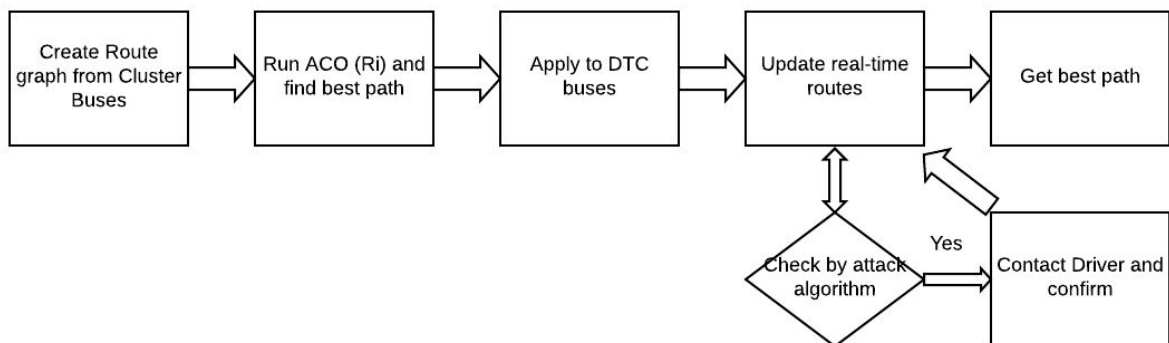 Create Route
graph from Cluster
Buses
Run ACO (Ri) and
find best path
Apply to DTC
buses
Update real-time
routes
Get best path
Check by attack
algorithm
Yes
Contact Driver and
confirm